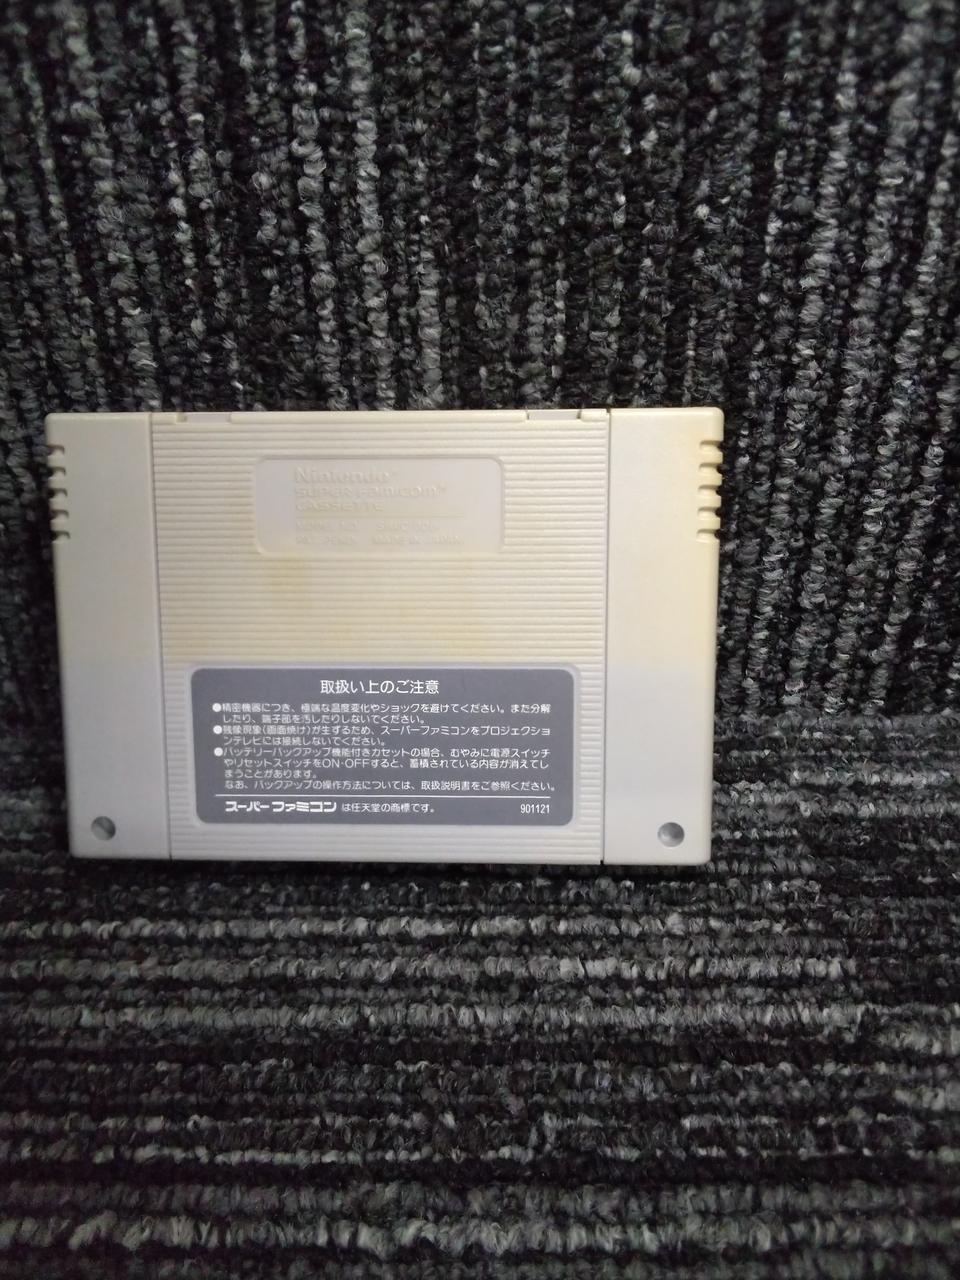 Nintendo®
SUPER Famicom®
CASSETTE
MODEL NO. SHVC-006
PAT. PEND. MADE IN JAPAN
取扱い上のご注意
●精密機器につき、極端な温度変化やショックを避けてください。また分解
したり、端子部を汚したりしないでください。
●残像現象(画面焼け)が生ずるため、スーパーファミコンをプロジェクショ
ンテレビには接続しないでください。
●バッテリーバックアップ機能付きカセットの場合、むやみに電源スイッチ
やリセットスイッチをON・OFFすると、蓄積されている内容が消えてし
まうことがあります。
なお、バックアップの操作方法については、取扱説明書をご参照ください。
スーパーファミコン は任天堂の商標です。 901121